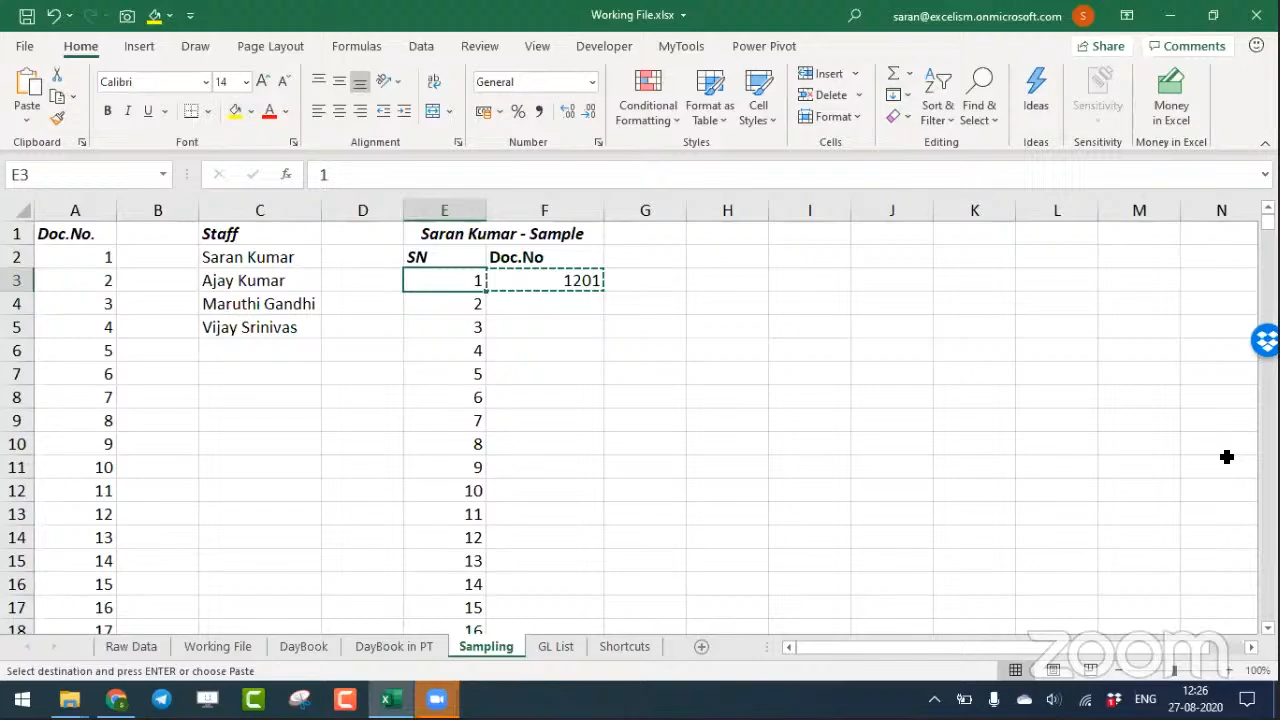 Working File.xlsx
saran@excelism.onmicrosoft.com
S
File Home Insert Draw Page Layout Formulas Data Review View Developer MyTools Power Pivot Share Comments
Paste
Calibri 14
B I U A
ab
General
% 9
Conditional Formatting
Format as Table
Cell Styles
Insert
Delete
Format
Sort & Filter
Find & Select
Ideas
Sensitivity
Money in Excel
Clipboard Font Alignment Number Styles Cells Editing Ideas Sensitivity Money in Excel
E3 fx 1
A B C D E F G H I J K L M N
1 Doc.No. Staff Saran Kumar - Sample
2 1 Saran Kumar SN Doc.No
3 2 Ajay Kumar 1 1201
4 3 Maruthi Gandhi 2
5 4 Vijay Srinivas 3
6 5 4
7 6 5
8 7 6
9 8 7
10 9 8
11 10 9
12 11 10
13 12 11
14 13 12
15 14 13
16 15 14
17 16 15
18 17 16
Raw Data Working File DayBook DayBook in PT Sampling GL List Shortcuts
zoom
Select destination and press ENTER or choose Paste 100%
ENG
12:26
27-08-2020